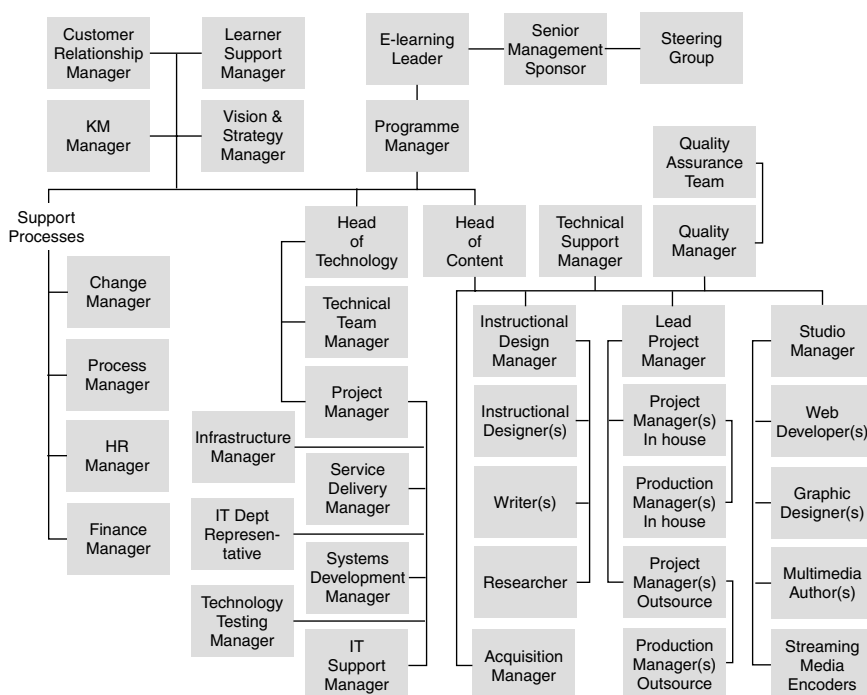 Customer
Relationship
Manager
Learner
Support
Manager
E-learning
Leader
Senior
Management
Sponsor
Steering
Group
KM
Manager
Vision &
Strategy
Manager
Programme
Manager
Quality
Assurance
Team
Support
Processes
Head
of
Technology
Head
of
Content
Technical
Support
Manager
Quality
Manager
Change
Manager
Process
Manager
HR
Manager
Finance
Manager
Technical
Team
Manager
Project
Manager
Infrastructure
Manager
Service
Delivery
Manager
IT Dept
Represen-
tative
Systems
Development
Manager
Technology
Testing
Manager
IT
Support
Manager
Instructional
Design
Manager
Instructional
Designer(s)
Writer(s)
Researcher
Acquisition
Manager
Lead
Project
Manager
Project
Manager(s)
In house
Production
Manager(s)
In house
Project
Manager(s)
Outsource
Production
Manager(s)
Outsource
Studio
Manager
Web
Developer(s)
Graphic
Designer(s)
Multimedia
Author(s)
Streaming
Media
Encoders